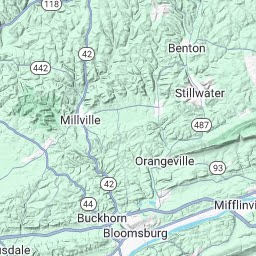 118
42
Benton
442
Stillwater
Millville
487
Orangeville
93
42
44
Mifflinvi
Buckhorn
Bloomsburg
sdale